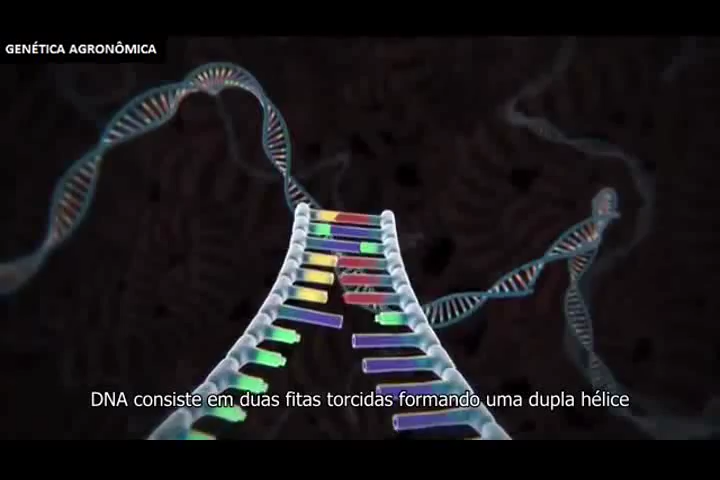 GENÉTICA AGRONÔMICA
DNA consiste em duas fitas torcidas formando uma dupla hélice